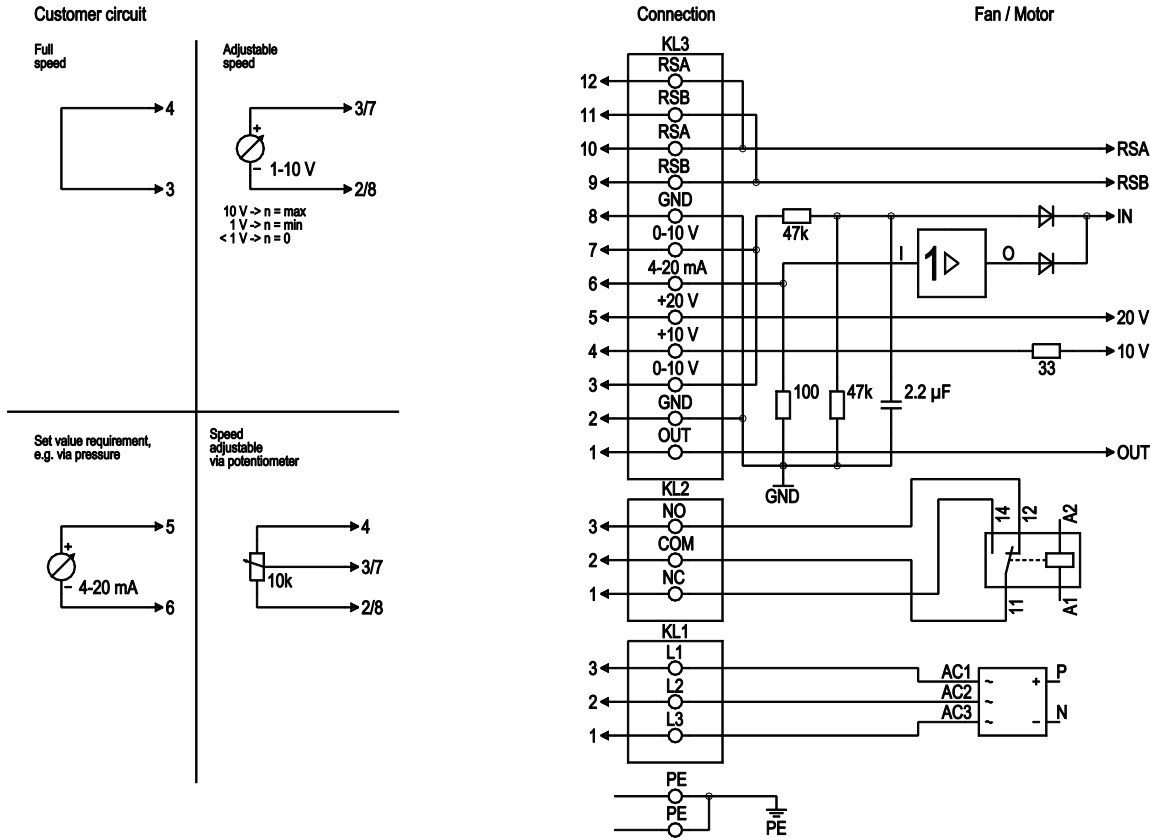 Customer circuit
Connection
Fan / Motor
Full
speed
4
3
Adjustable
speed
3/7
+
−
1-10 V
2/8
10 V -> n = max
1 V -> n = min
< 1 V -> n = 0
Set value requirement,
e.g. via pressure
5
+
−
4-20 mA
6
Speed
adjustable
via potentiometer
4
3/7
10k
2/8
KL3
RSA
12
RSB
11
RSA
10
RSA
RSB
9
RSB
GND
8
IN
47k
0-10 V
7
I
1
O
4-20 mA
6
+20 V
5
20 V
+10 V
4
10 V
33
0-10 V
3
100
47k
2.2 µF
GND
2
OUT
1
OUT
GND
KL2
NO
3
COM
2
NC
1
14
12
A2
11
A1
KL1
L1
3
L2
2
L3
1
AC1
AC2
AC3
~
~
~
+
−
P
N
PE
PE
PE